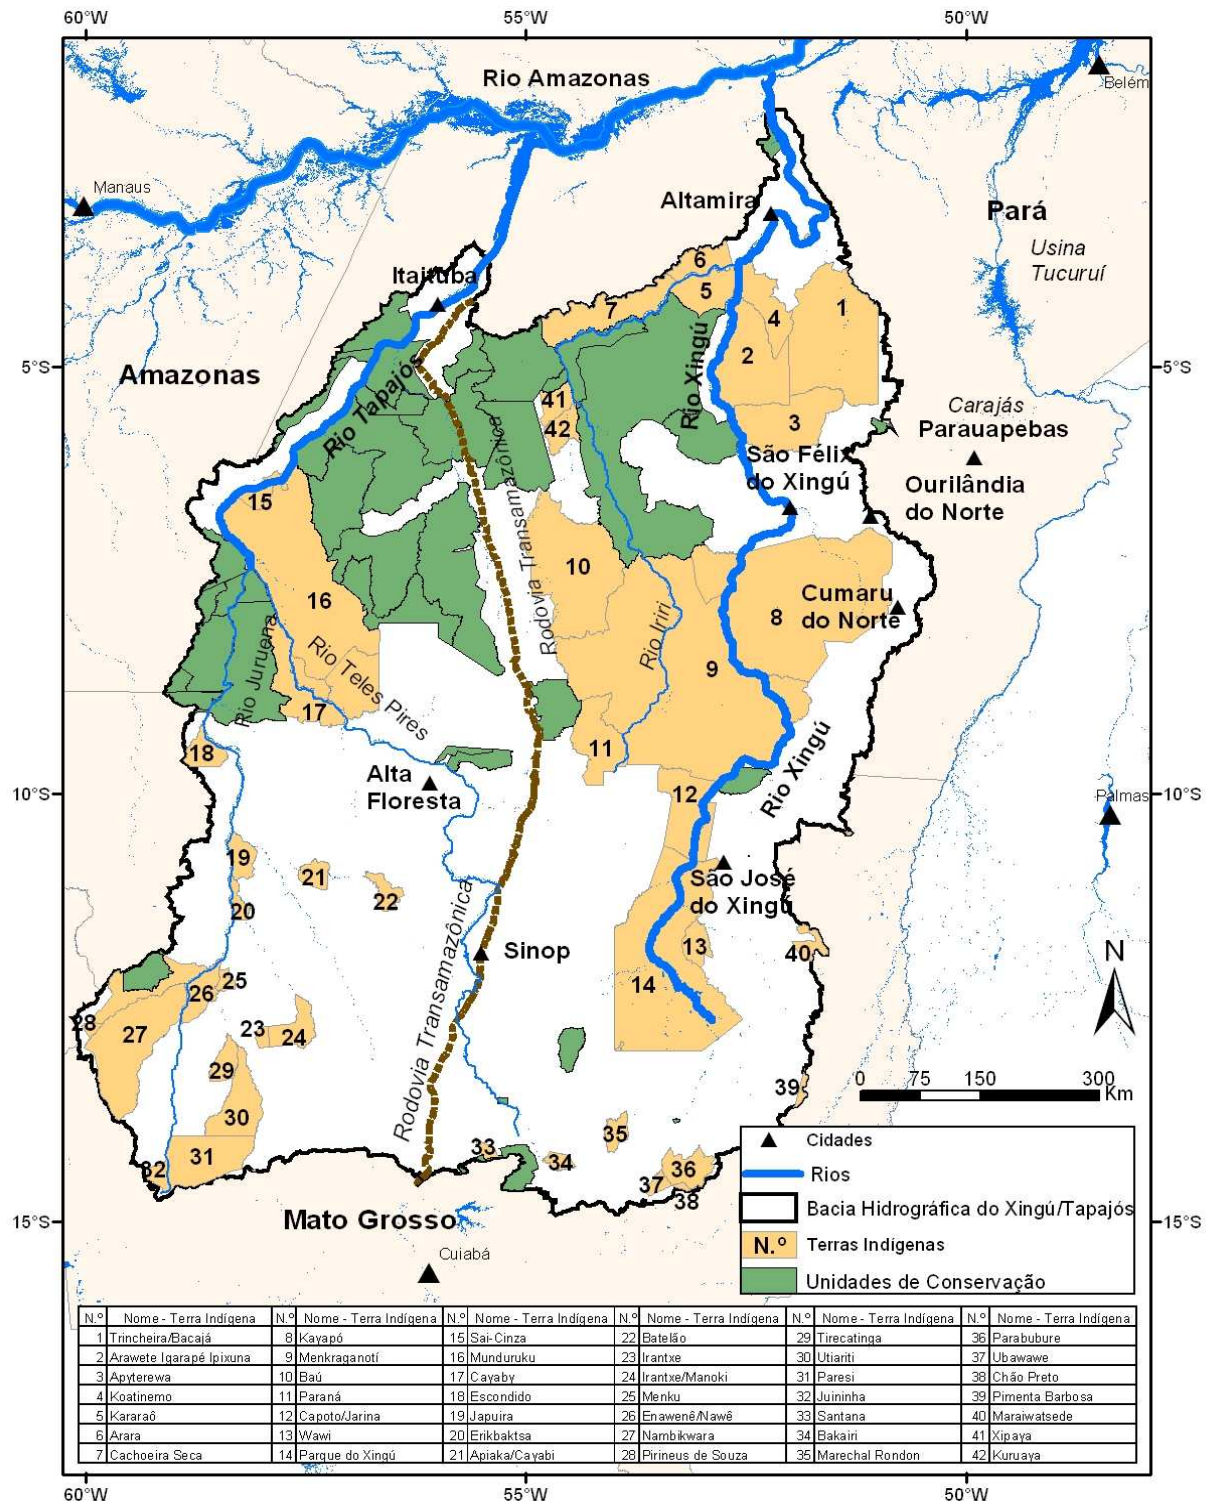 60°W 55°W 50°W
Rio Amazonas
Belém
Manaus
Altamira
Pará
Usina
Tucuruí
Itaituba
6
5
7
1
4
2
5°S
Amazonas
5°S
Rio Tapajós
Rio Xingú
41
42
3
Carajás
Parauapebas
São Félix
do Xingú
Ourilândia
do Norte
15
Rodovia Transamazônica
10
16
Cumaru
do Norte
8
Rio Iriri
9
Rio Juruena
Rio Teles Pires
17
18
11
Rio Xingú
Alta
Floresta
12
10°S
10°S
Palmas
19
21
20
22
São José
do Xingú
Rodovia Transamazônica
Sinop
13
40
14
25
26
28
27
23
24
N
29
39
0 75 150 300
Km
30
35
31
32
33
34
36
37
38
Cidades
Rios
Bacia Hidrográfica do Xingú/Tapajós
N.º Terras Indígenas
Unidades de Conservação
15°S
15°S
Mato Grosso
Cuiabá
N.º Nome - Terra Indígena N.º Nome - Terra Indígena N.º Nome - Terra Indígena N.º Nome - Terra Indígena N.º Nome - Terra Indígena N.º Nome - Terra Indígena
1 Trincheira/Bacajá 8 Kayapó 15 Sai-Cinza 22 Batelão 29 Tirecatinga 36 Parabubure
2 Arawete Igarapé Ipixuna 9 Menkraganotí 16 Munduruku 23 Irantxe 30 Utiariti 37 Ubawawe
3 Apyterewa 10 Baú 17 Cayaby 24 Irantxe/Manoki 31 Paresi 38 Chão Preto
4 Koatinemo 11 Paraná 18 Escondido 25 Menku 32 Juininha 39 Pimenta Barbosa
5 Kararaô 12 Capoto/Jarina 19 Japuira 26 Enawenê/Nawê 33 Santana 40 Maraiwatsede
6 Arara 13 Wawi 20 Erikbaktsa 27 Nambikwara 34 Bakairi 41 Xipaya
7 Cachoeira Seca 14 Parque do Xingú 21 Apiaka/Cayabi 28 Pirineus de Souza 35 Marechal Rondon 42 Kuruaya
60°W 55°W 50°W